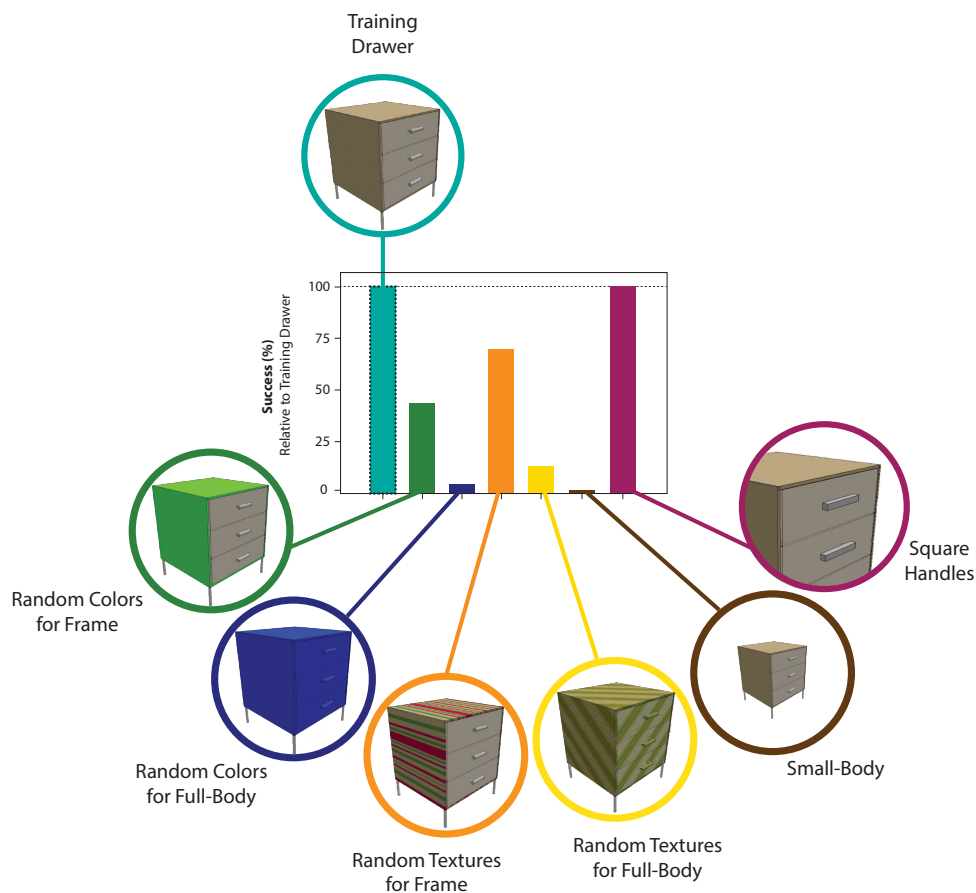 Training
Drawer
Success (%)
Relative to Training Drawer
100
75
50
25
0
Random Colors
for Frame
Random Colors
for Full-Body
Random Textures
for Frame
Random Textures
for Full-Body
Small-Body
Square
Handles